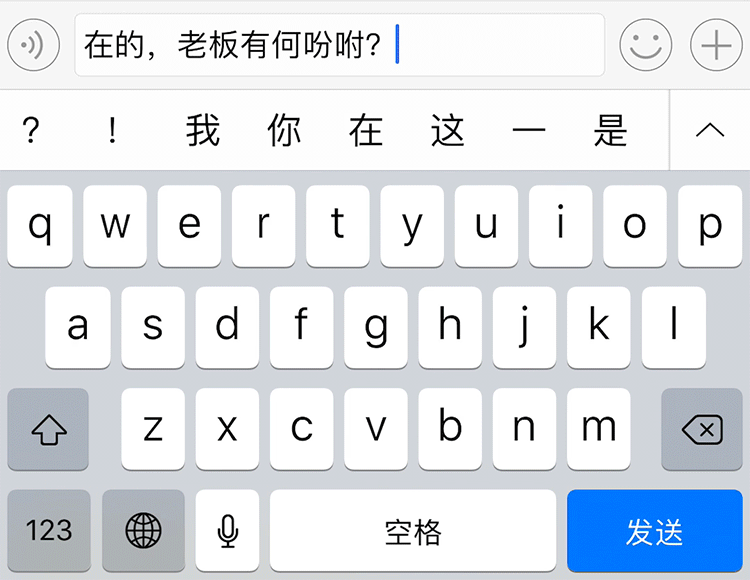 在的，老板有何吩咐？
？ ！ 我 你 在 这 一 是
q w e r t y u i o p
a s d f g h j k l
z x c v b n m
123 空格 发送